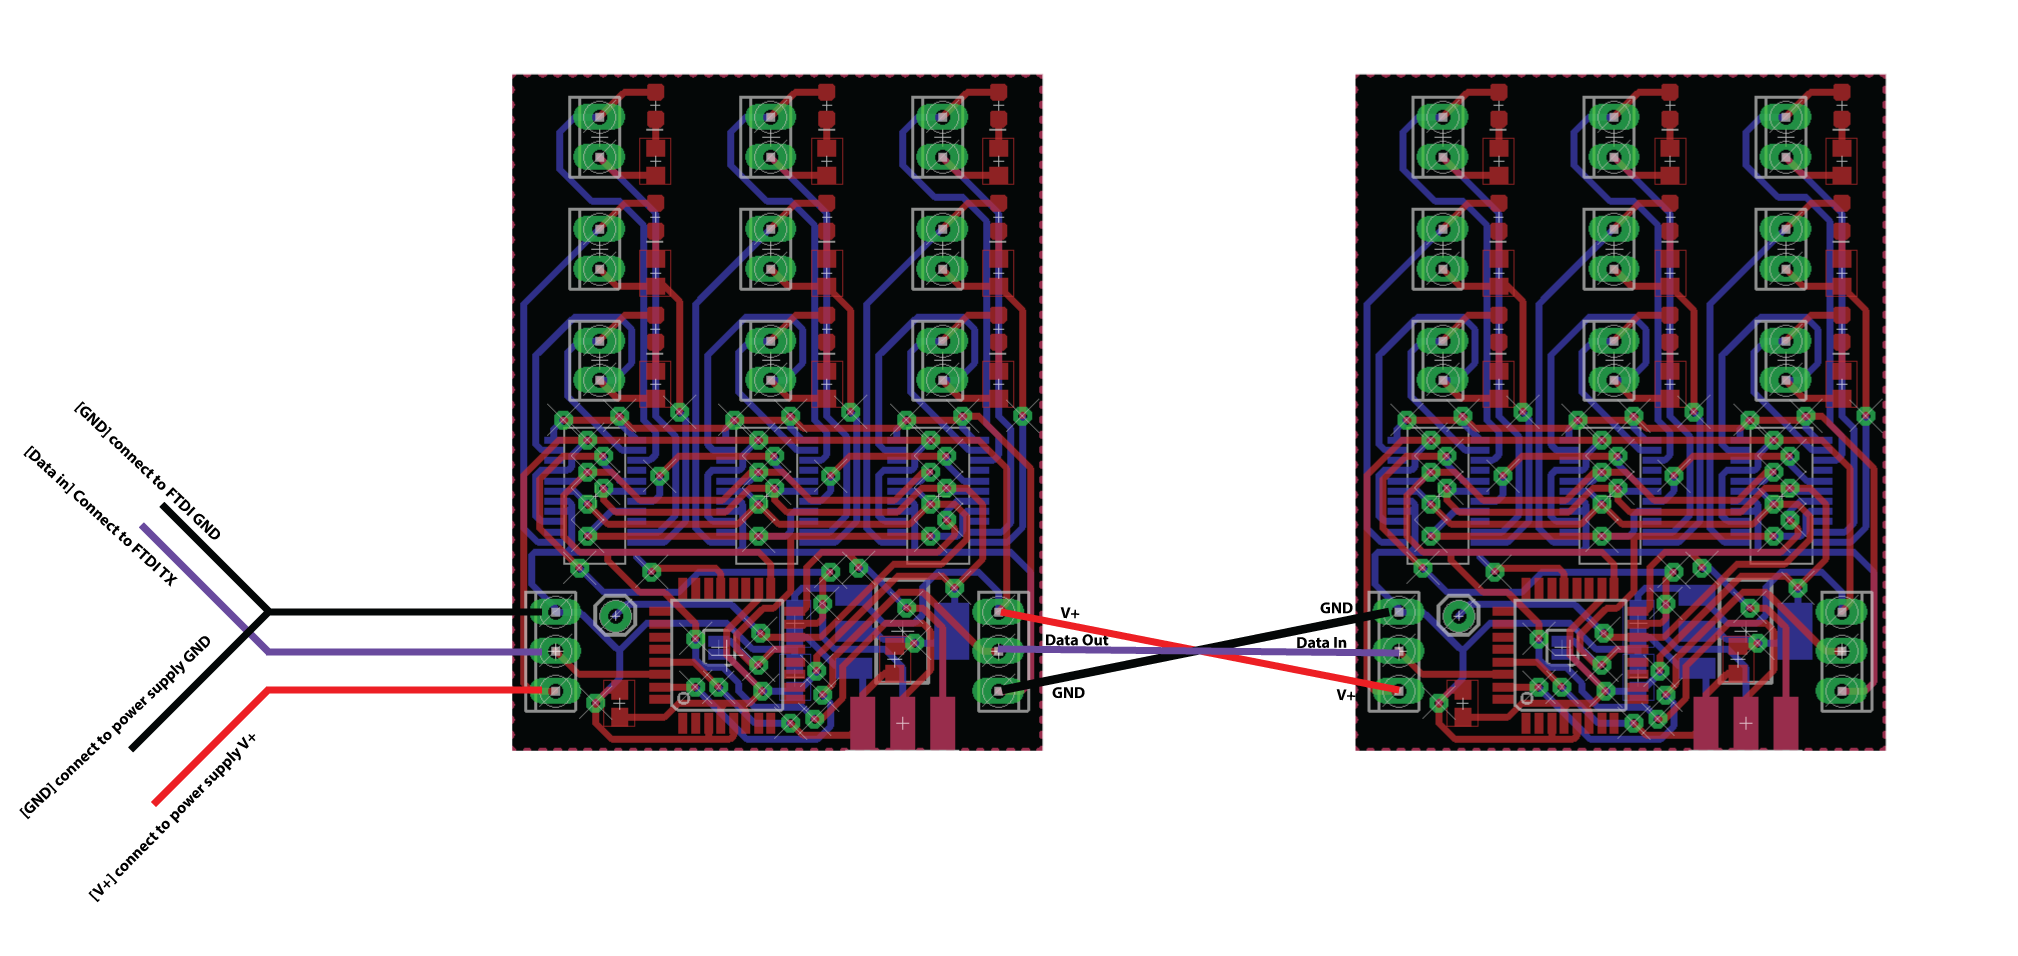 [GND] connect to FTDI GND
[Data in] Connect to FTDI TX
[GND] connect to power supply GND
[V+] connect to power supply V+
V+
Data Out
GND
GND
Data In
V+